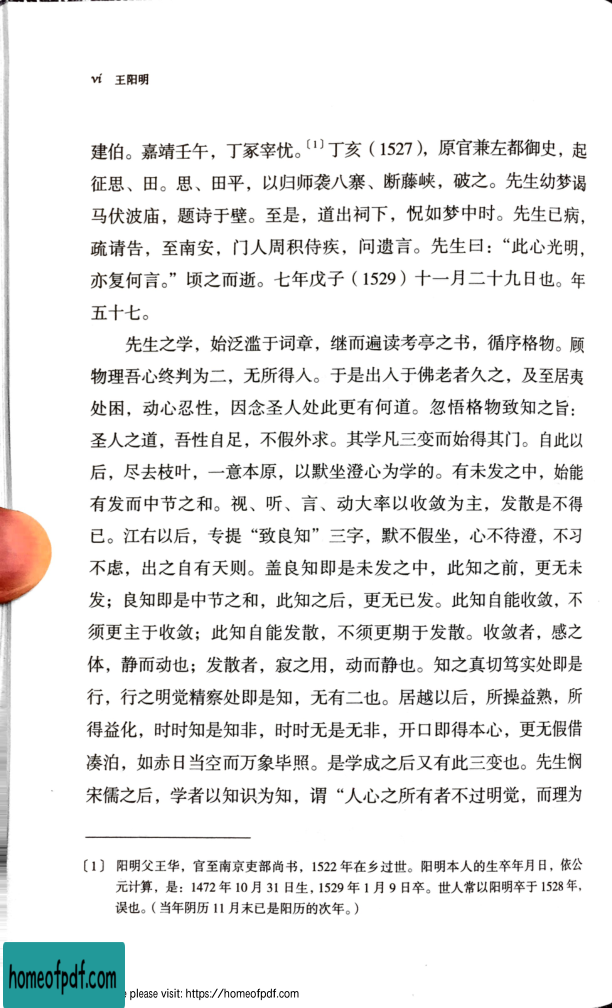 vi 王阳明
建伯。嘉靖壬午，丁冢宰忧。〔1〕丁亥（1527），原官兼左都御史，起
征思、田。思、田平，以归师袭八寨、断藤峡，破之。先生幼梦谒
马伏波庙，题诗于壁。至是，道出祠下，怳如梦中时。先生已病，
疏请告，至南安，门人周积侍疾，问遗言。先生曰：“此心光明，
亦复何言。”顷之而逝。七年戊子（1529）十一月二十九日也。年
五十七。
先生之学，始泛滥于词章，继而遍读考亭之书，循序格物。顾
物理吾心终判为二，无所得入。于是出入于佛老者久之，及至居夷
处困，动心忍性，因念圣人处此更有何道。忽悟格物致知之旨：
圣人之道，吾性自足，不假外求。其学凡三变而始得其门。自此以
后，尽去枝叶，一意本原，以默坐澄心为学的。有未发之中，始能
有发而中节之和。视、听、言、动大率以收敛为主，发散是不得
已。江右以后，专提“致良知”三字，默不假坐，心不待澄，不习
不虑，出之自有天则。盖良知即是未发之中，此知之前，更无未
发；良知即是中节之和，此知之后，更无已发。此知自能收敛，不
须更主于收敛；此知自能发散，不须更期于发散。收敛者，感之
体，静而动也；发散者，寂之用，动而静也。知之真切笃实处即是
行，行之明觉精察处即是知，无有二也。居越以后，所操益熟，所
得益化，时时知是知非，时时无是无非，开口即得本心，更无假借
凑泊，如赤日当空而万象毕照。是学成之后又有此三变也。先生悯
宋儒之后，学者以知识为知，谓“人心之所有者不过明觉，而理为
〔1〕 阳明父王华，官至南京吏部尚书，1522 年在乡过世。阳明本人的生卒年月日，依公
元计算，是：1472 年 10 月 31 日生，1529 年 1 月 9 日卒。世人常以阳明卒于 1528 年，
误也。（当年阴历 11 月末已是阳历的次年。）
homeofpdf.com
please visit: https://homeofpdf.com